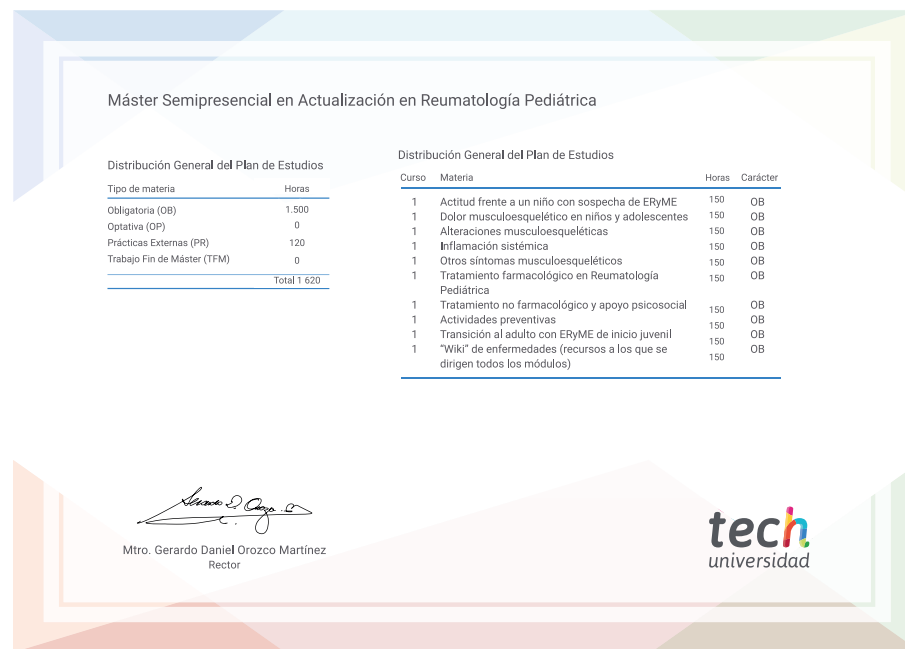 Máster Semipresencial en Actualización en Reumatología Pediátrica
Distribución General del Plan de Estudios
Tipo de materia Horas
Obligatoria (OB) 1.500
Optativa (OP) 0
Prácticas Externas (PR) 120
Trabajo Fin de Máster (TFM) 0
Total 1 620
Distribución General del Plan de Estudios
Curso Materia Horas Carácter
1 Actitud frente a un niño con sospecha de ERyME 150 OB
1 Dolor musculoesquelético en niños y adolescentes 150 OB
1 Alteraciones musculoesqueléticas 150 OB
1 Inflamación sistémica 150 OB
1 Otros síntomas musculoesqueléticos 150 OB
1 Tratamiento farmacológico en Reumatología 150 OB
Pediátrica
1 Tratamiento no farmacológico y apoyo psicosocial 150 OB
1 Actividades preventivas 150 OB
1 Transición al adulto con ERyME de inicio juvenil 150 OB
1 “Wiki” de enfermedades (recursos a los que se 150 OB
dirigen todos los módulos)
Mtro. Gerardo Daniel Orozco Martínez
Rector
tech
universidad